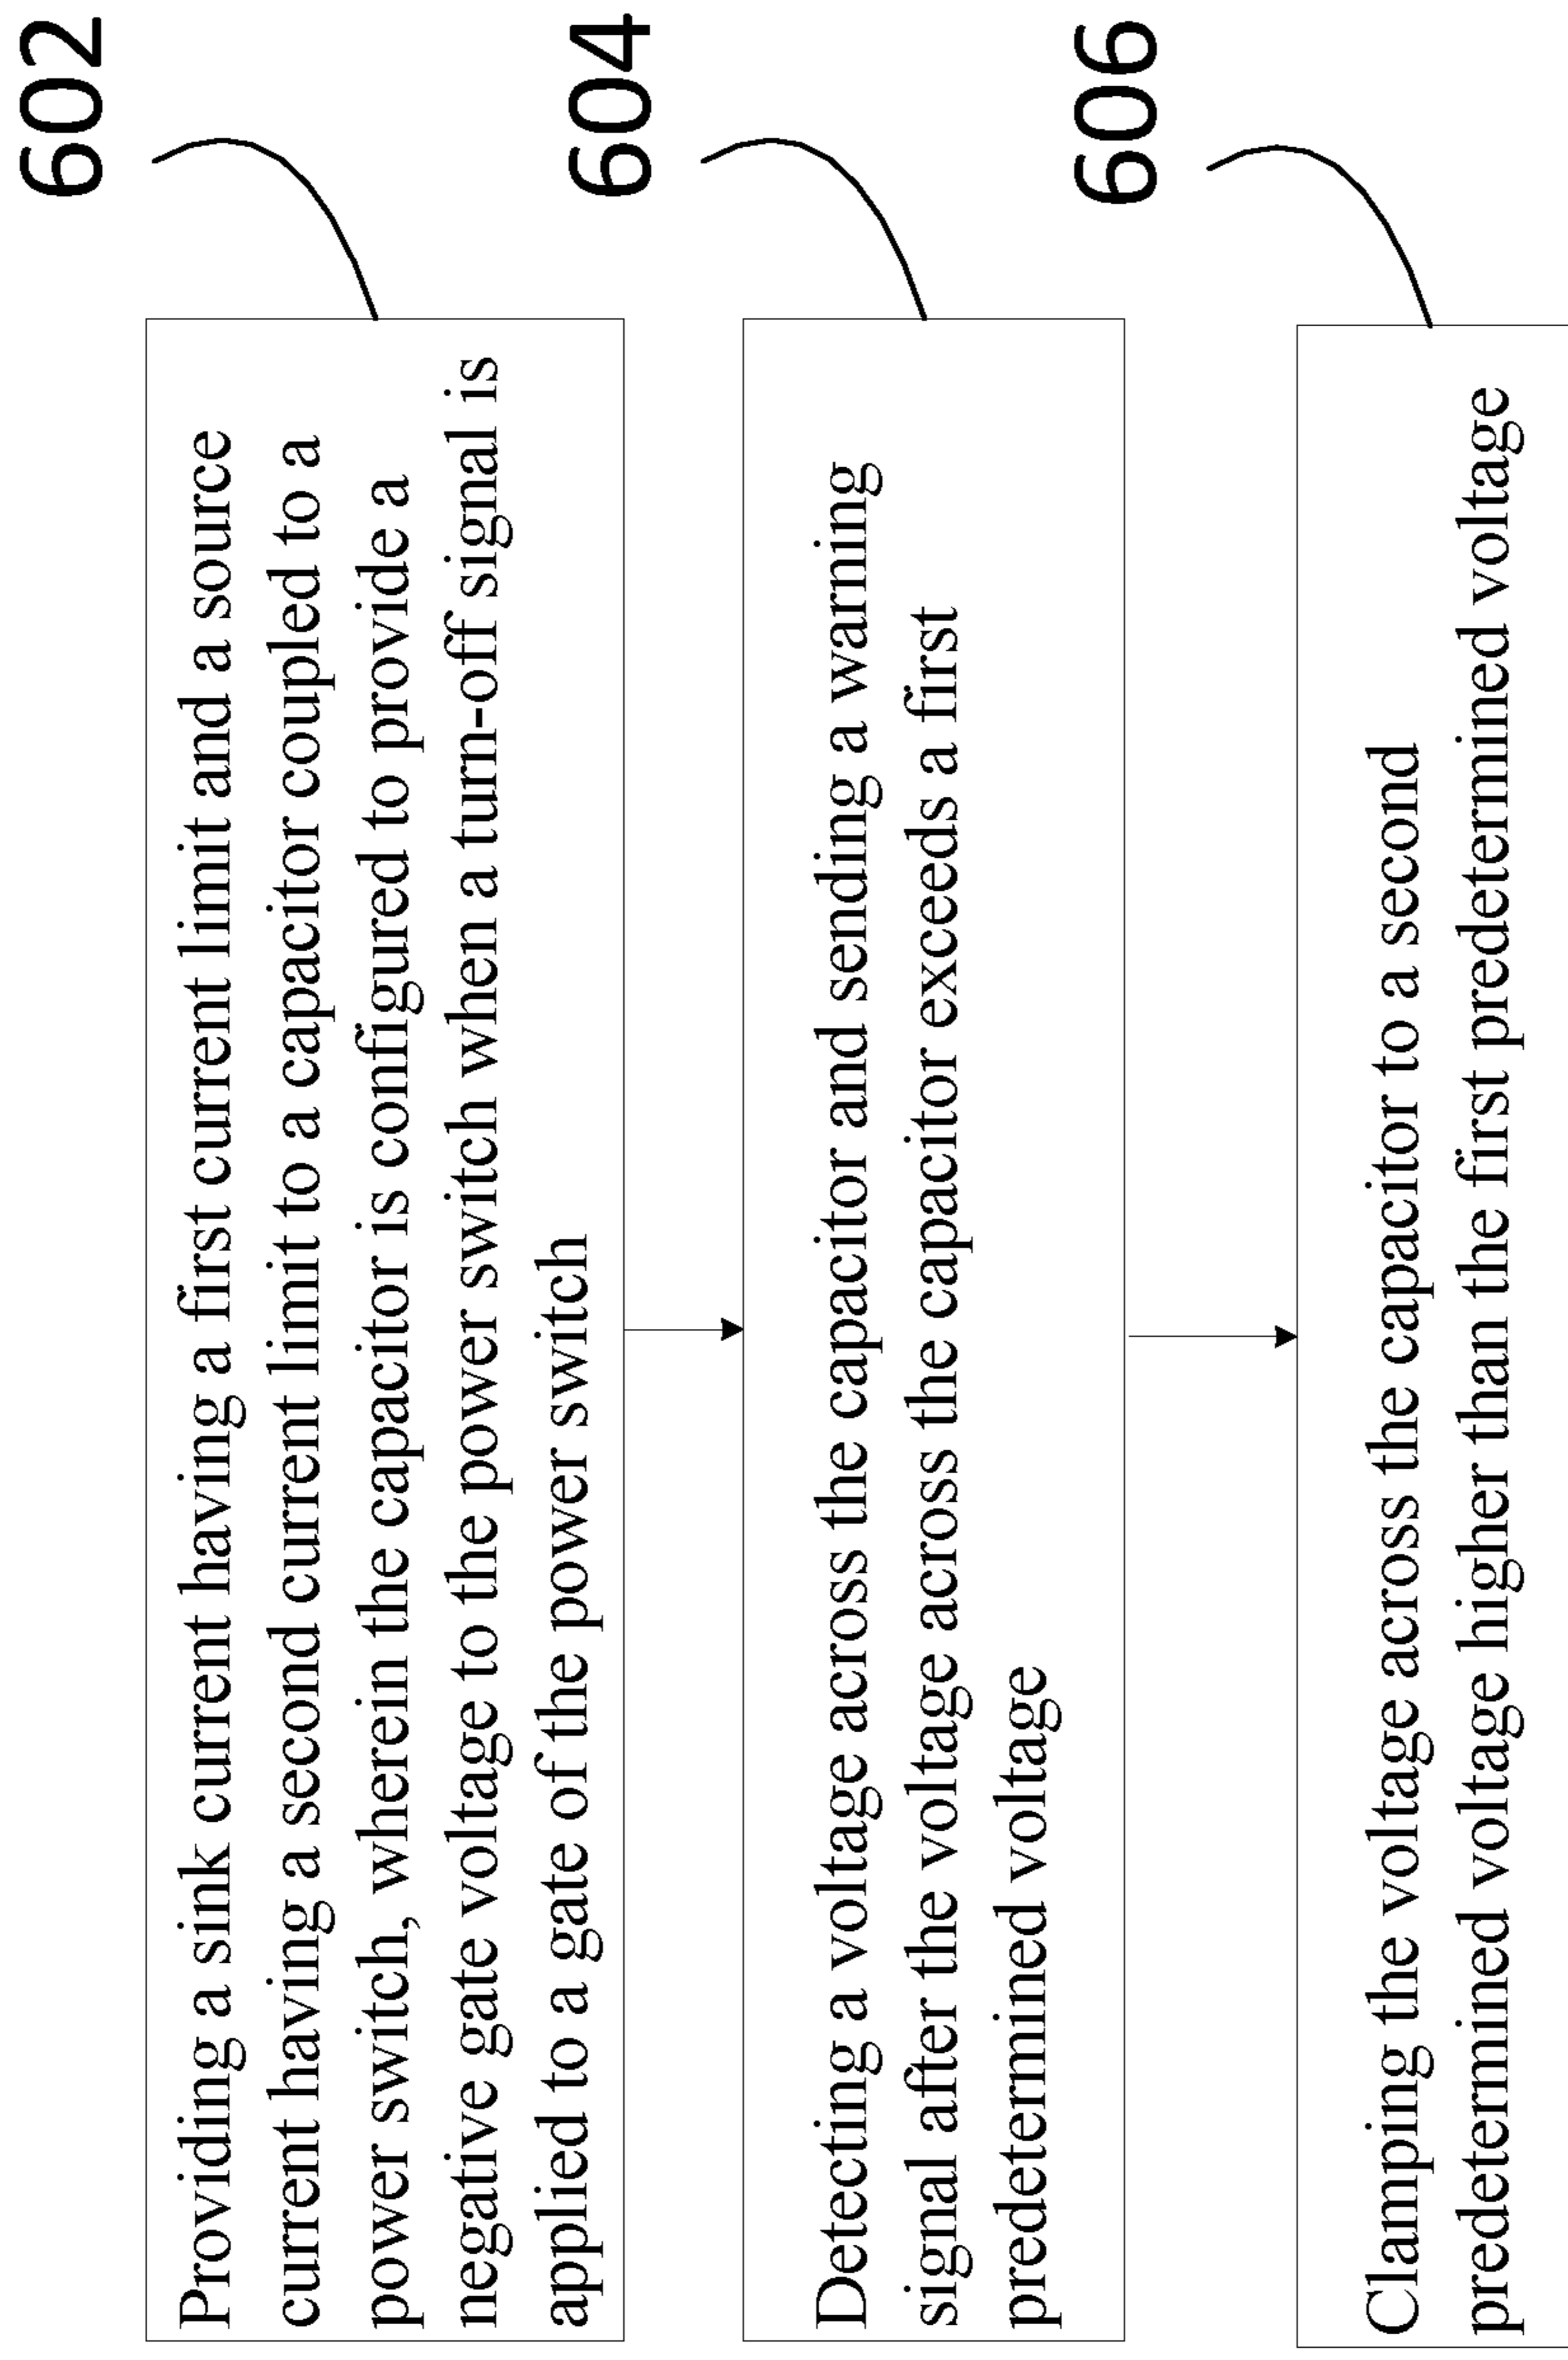 602
Providing a sink current having a first current limit and a source
current having a second current limit to a capacitor coupled to a
power switch, wherein the capacitor is configured to provide a
negative gate voltage to the power switch when a turn-off signal is
applied to a gate of the power switch
604
Detecting a voltage across the capacitor and sending a warning
signal after the voltage across the capacitor exceeds a first
predetermined voltage
606
Clamping the voltage across the capacitor to a second
predetermined voltage higher than the first predetermined voltage